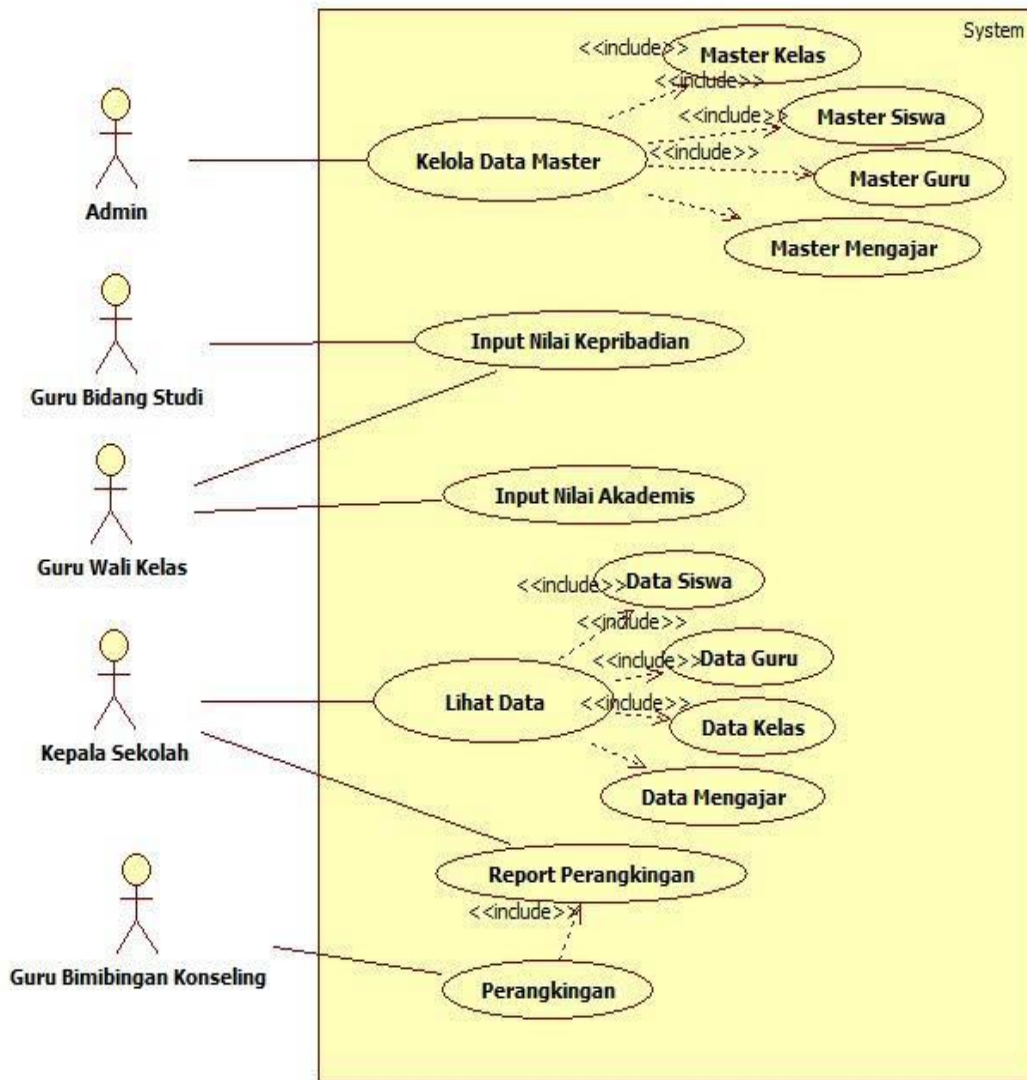 System
<<include>>
Master Kelas
<<include>>
<<include>>
Master Siswa
Kelola Data Master
<<include>>
Master Guru
Admin
Master Mengajar
Input Nilai Kepribadian
Guru Bidang Studi
Input Nilai Akademis
Guru Wali Kelas
<<include>>
Data Siswa
<<include>>
<<include>>
Data Guru
Lihat Data
<<include>>
Data Kelas
Kepala Sekolah
Data Mengajar
Report Perangkingan
<<include>>
Guru Bimibingan Konseling
Perangkingan